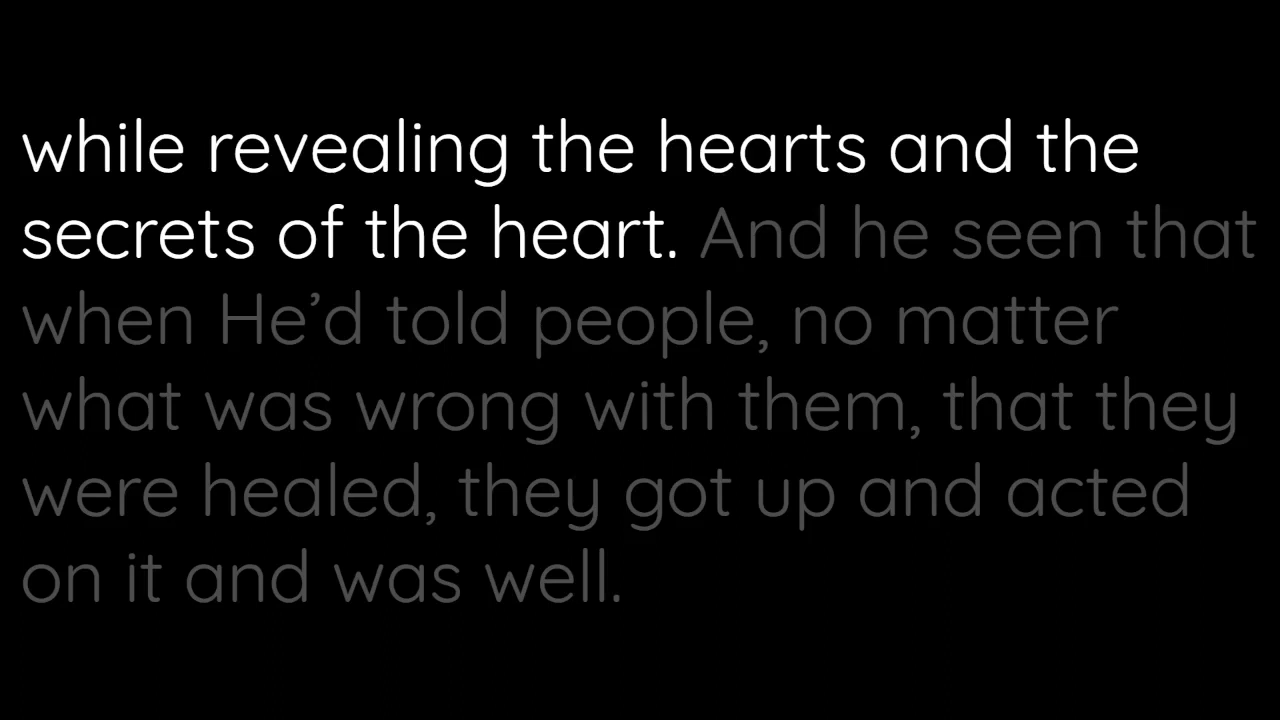 while revealing the hearts and the
secrets of the heart. And he seen that
when He’d told people, no matter
what was wrong with them, that they
were healed, they got up and acted
on it and was well.